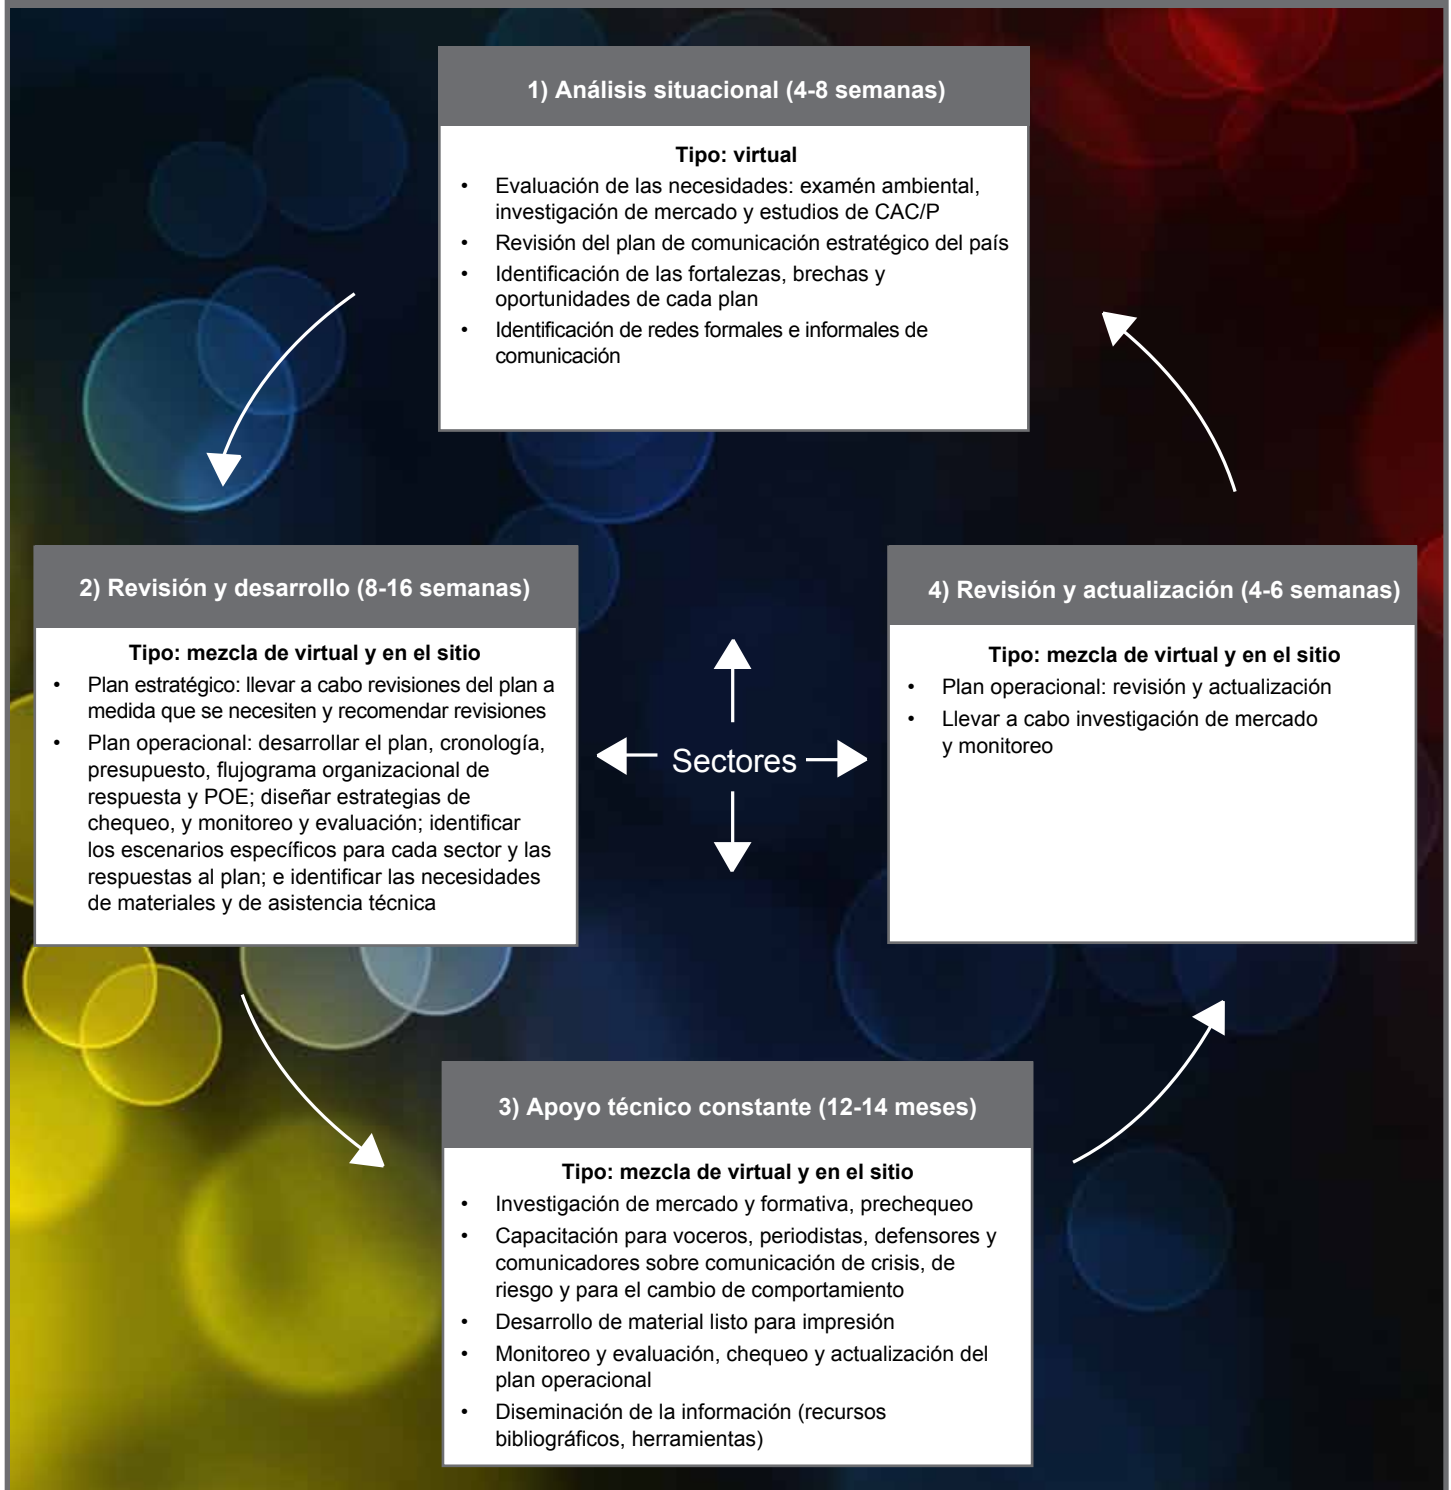 1) Análisis situacional (4-8 semanas)
Tipo: virtual
• Evaluación de las necesidades: examén ambiental,
investigación de mercado y estudios de CAC/P
• Revisión del plan de comunicación estratégico del país
• Identificación de las fortalezas, brechas y
oportunidades de cada plan
• Identificación de redes formales e informales de
comunicación
2) Revisión y desarrollo (8-16 semanas)
Tipo: mezcla de virtual y en el sitio
• Plan estratégico: llevar a cabo revisiones del plan a
medida que se necesiten y recomendar revisiones
• Plan operacional: desarrollar el plan, cronología,
presupuesto, flujograma organizacional de
respuesta y POE; diseñar estrategias de
chequeo, y monitoreo y evaluación; identificar
los escenarios específicos para cada sector y las
respuestas al plan; e identificar las necesidades
de materiales y de asistencia técnica
Sectores
4) Revisión y actualización (4-6 semanas)
Tipo: mezcla de virtual y en el sitio
• Plan operacional: revisión y actualización
• Llevar a cabo investigación de mercado
y monitoreo
3) Apoyo técnico constante (12-14 meses)
Tipo: mezcla de virtual y en el sitio
• Investigación de mercado y formativa, prechequeo
• Capacitación para voceros, periodistas, defensores y
comunicadores sobre comunicación de crisis, de
riesgo y para el cambio de comportamiento
• Desarrollo de material listo para impresión
• Monitoreo y evaluación, chequeo y actualización del
plan operacional
• Diseminación de la información (recursos
bibliográficos, herramientas)